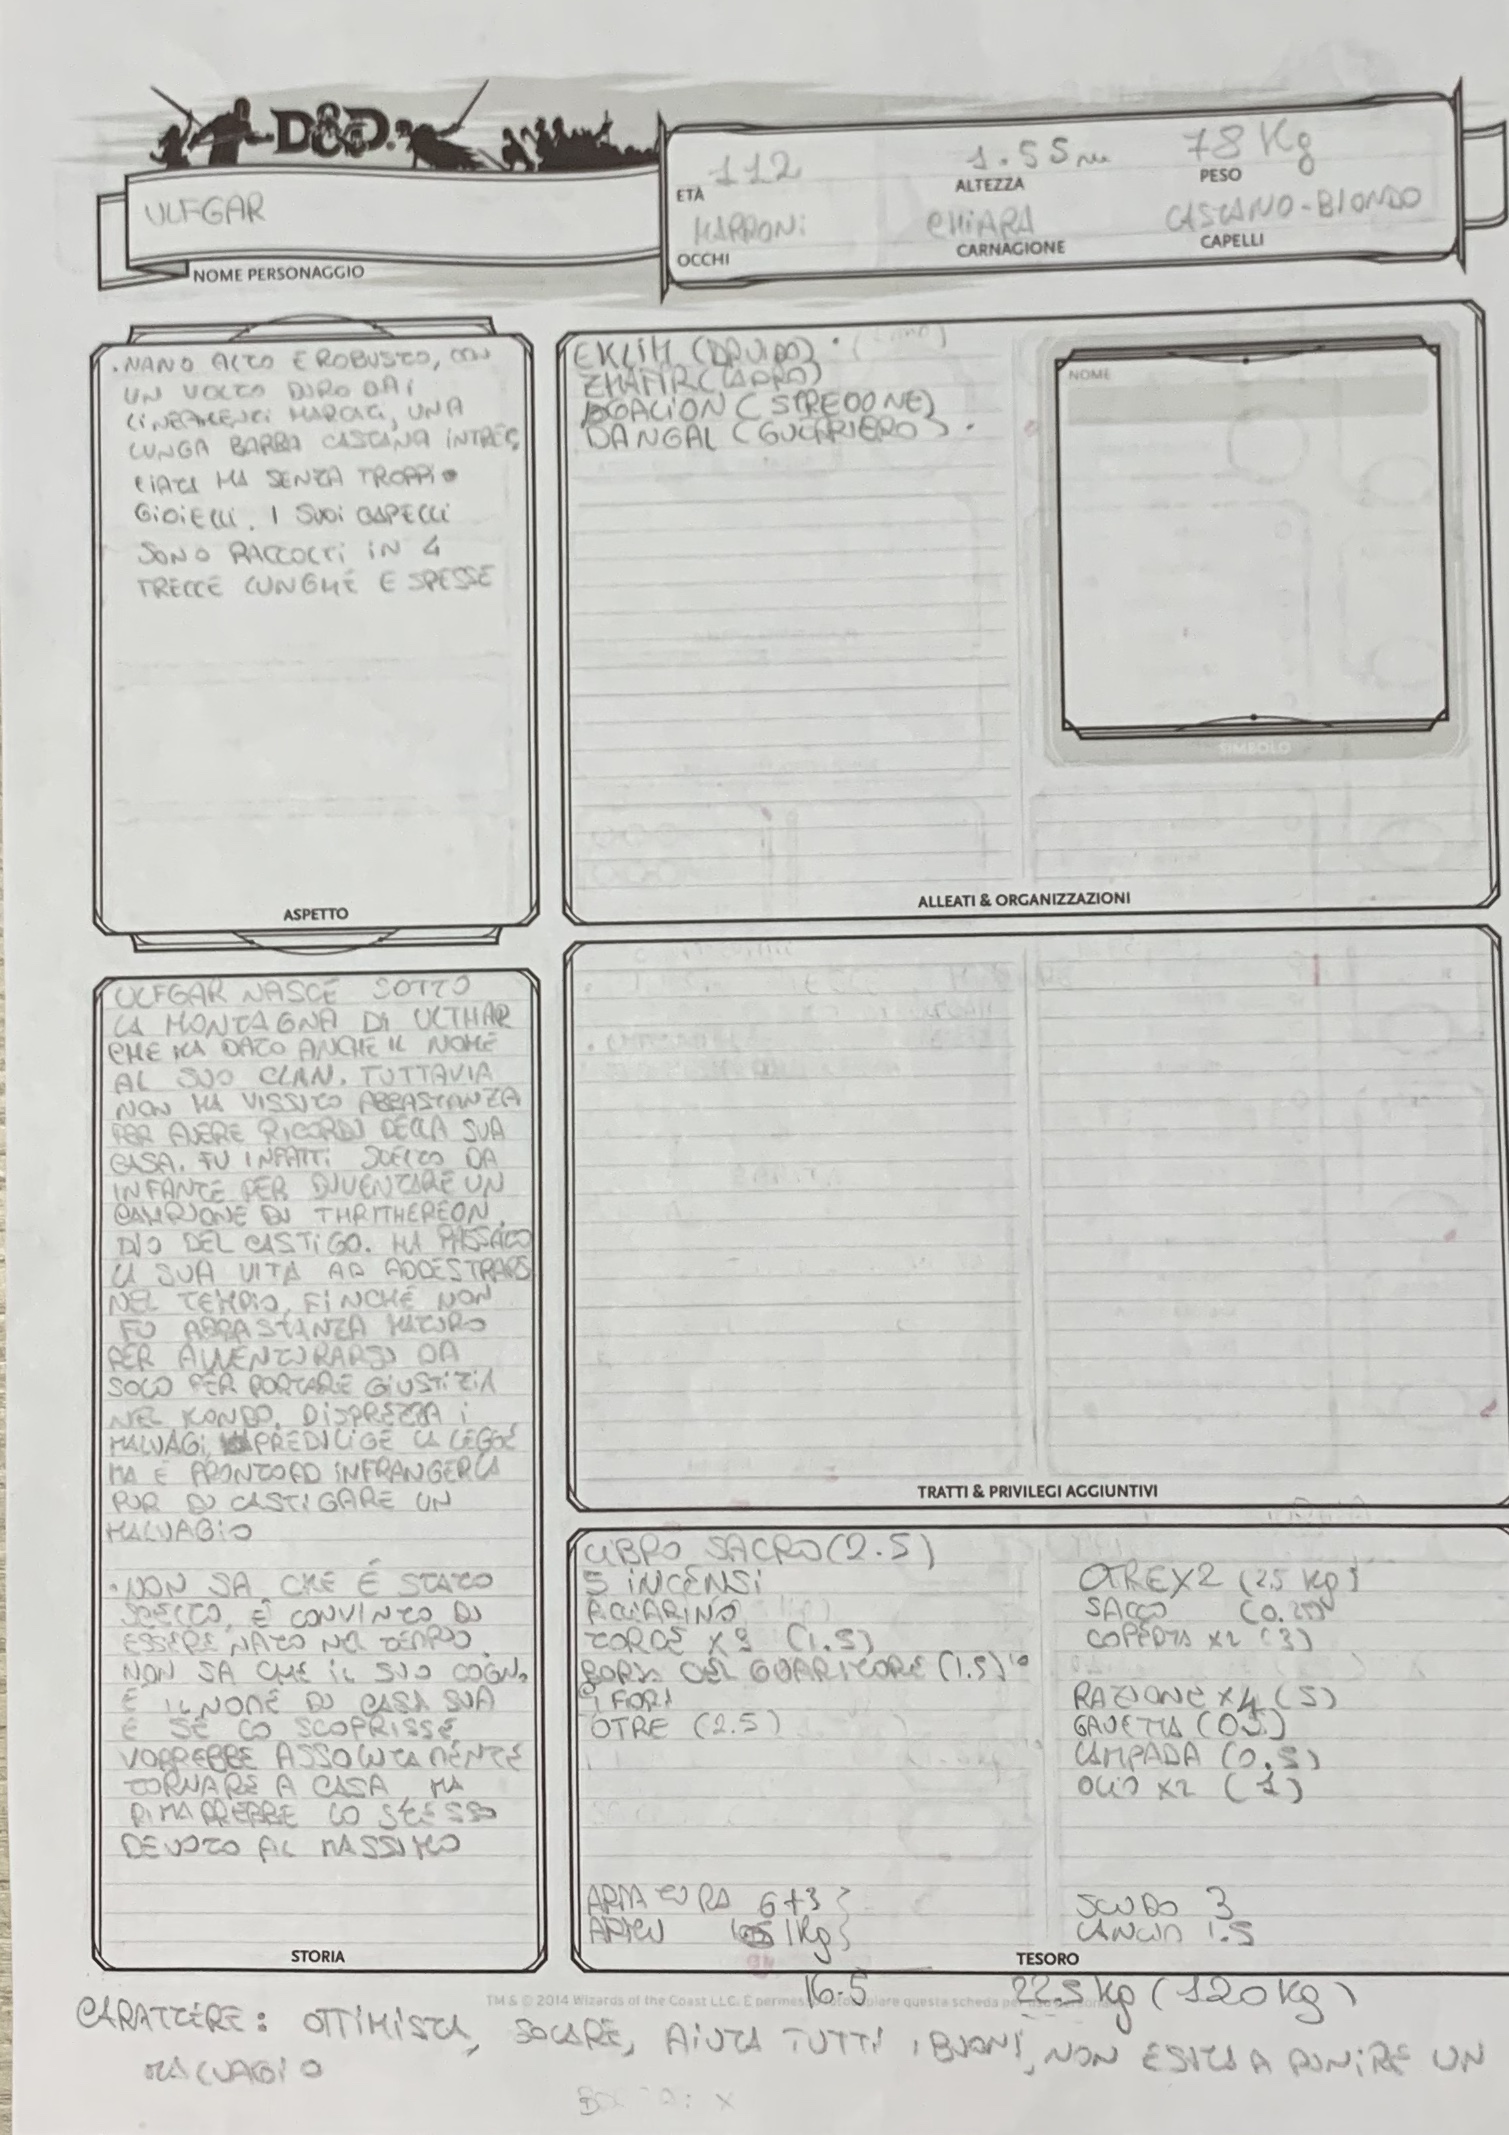 D&D
ULFGAR
NOME PERSONAGGIO
112
ETÀ
1.55m
ALTEZZA
78 Kg
PESO
MARRONI
OCCHI
CHIARA
CARNAGIONE
CASTANO-BIONDO
CAPELLI
• NANO ALTO E ROBUSTO, CON
UN VOLTO DURO DAI
LINEAMENTI MARCATI, UNA
LUNGA BARBA CASTANA INTREC
CIATA MA SENZA TROPPI
GIOIELLI. I SUOI CAPELLI
SONO RACCOLTI IN 4
TRECCE LUNGHE E SPESSE
ASPETTO
EKLIM (DRUIDO) •
(LADRO)
(STREGONE)
DANGAL (GUERRIERO) •
NOME
SIMBOLO
ALLEATI & ORGANIZZAZIONI
ULFGAR NASCE SOTTO
LA MONTAGNA DI ULTHAR
CHE HA DATO ANCHE IL NOME
AL SUO CLAN. TUTTAVIA
NON HA VISSUTO ABBASTANZA
PER AVERE RICORDI DELLA SUA
CASA. FU INFATTI SCELTO DA
INFANTE PER DIVENTARE UN
CAMPIONE DI THRITHEREON,
DIO DEL CASTIGO. HA PASSATO
LA SUA VITA AD ADDESTRARSI
NEL TEMPIO, FINCHÉ NON
FU ABBASTANZA MATURO
PER AVVENTURARSI DA
SOLO PER PORTARE GIUSTIZIA
NEL MONDO. DISPREZZA I
MALVAGI, PREDILIGE LA LEGGE
MA È PRONTO AD INFRANGERLA
PUR DI CASTIGARE UN
MALVAGIO
• NON SA CHE È STATO
SCELTO, È CONVINTO DI
ESSERE NATO NEL TEMPIO.
NON SA CHE IL SUO COGN.
È IL NOME DI CASA SUA
E SE LO SCOPRISSE
VORREBBE ASSOLUTAMENTE
TORNARE A CASA MA
RIMARREBBE LO STESSO
DEVOTO AL MASSIMO
STORIA
TRATTI & PRIVILEGI AGGIUNTIVI
LIBRO SACRO (2.5)
5 INCENSI
ACCIARINO
TORCE x 9 (1.5)
BORSA DEL GUARITORE (1.5) 10
OTRE (2.5)
OTRE X2 (2.5 Kg)
SACCO (0.250)
COPERTA x2 (3)
RAZIONE x4 (5)
GAVETTA (0.5)
LAMPADA (0.5)
OLIO x2 (1)
ARMATURA 6+3
ARMI 1Kg
SCUDO 3
LANCIA 1.5
TESORO
16.5
22.5 kg (120 kg)
TM & © 2014 Wizards of the Coast LLC. È permesso fotocopiare questa scheda per uso personale.
CARATTERE: OTTIMISTA, SOLARE, AIUTA TUTTI I BUONI, NON ESITA A PUNIRE UN
MALVAGIO